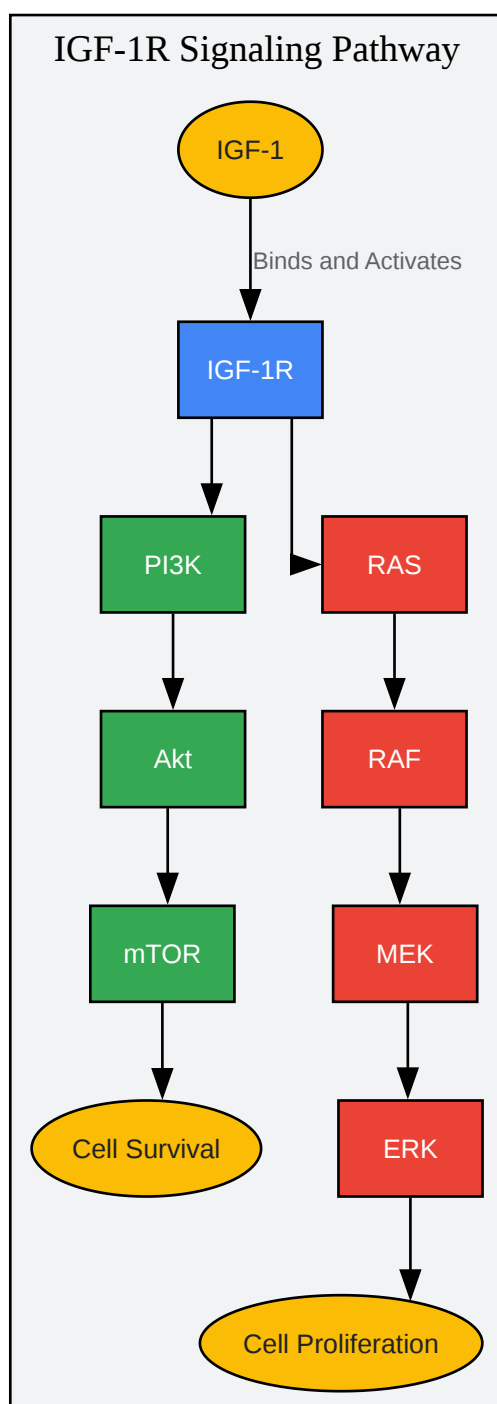 IGF-1R Signaling Pathway
IGF-1
Binds and Activates
IGF-1R
PI3K
RAS
Akt
RAF
mTOR
MEK
Cell Survival
ERK
Cell Proliferation